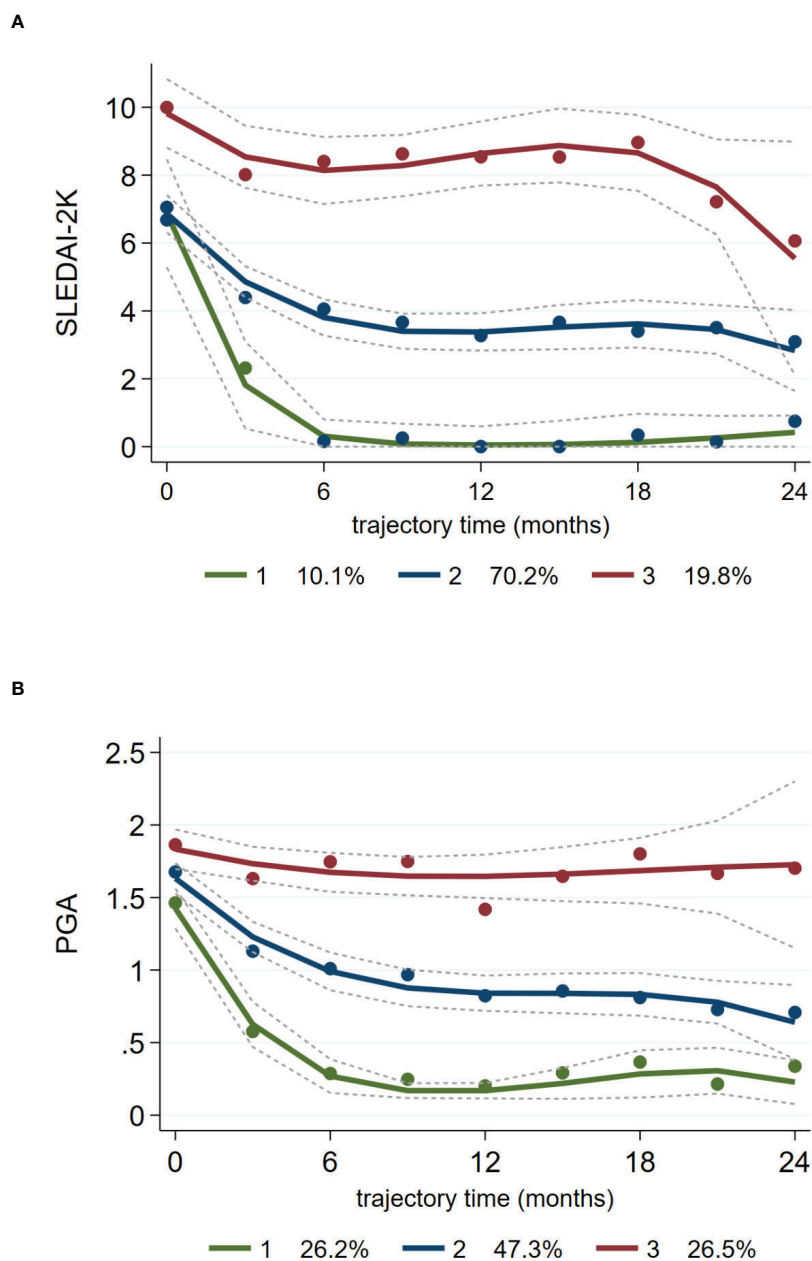 A
SLEDAI-2K
10
8
6
4
2
0
0 6 12 18 24
trajectory time (months)
1 10.1% 2 70.2% 3 19.8%
B
PGA
2.5
2
1.5
1
.5
0
0 6 12 18 24
trajectory time (months)
1 26.2% 2 47.3% 3 26.5%